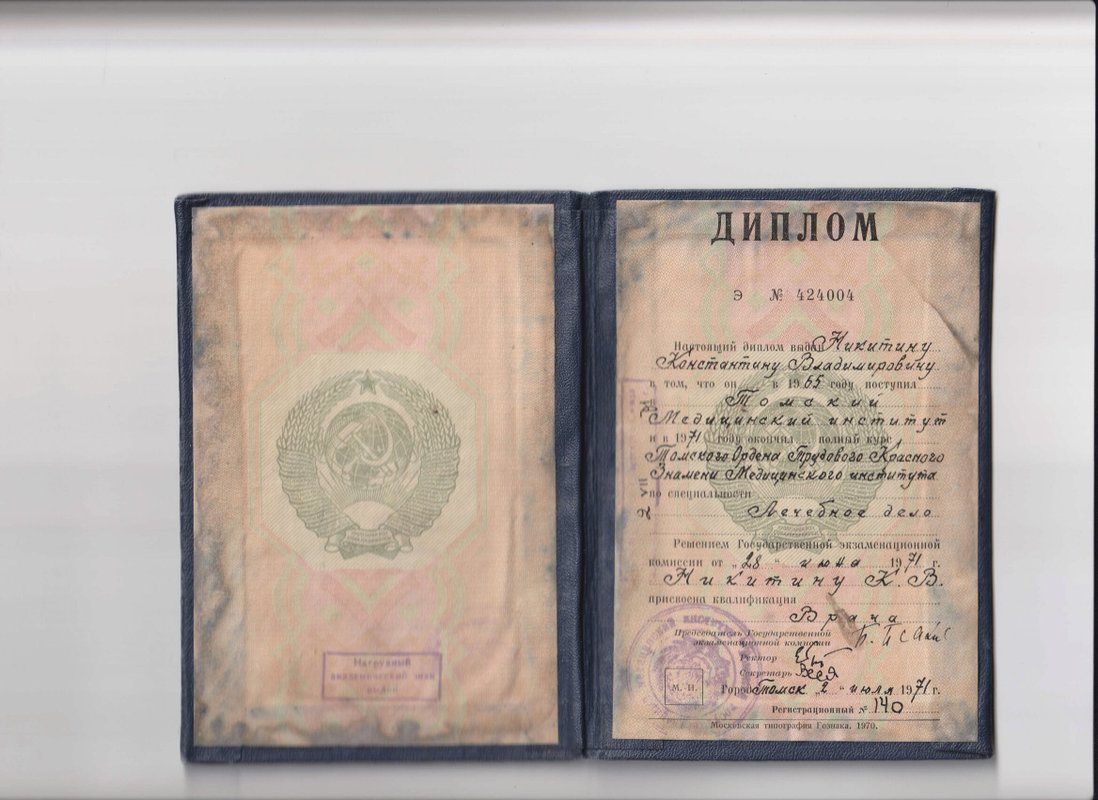 Нагрудный
академический знак
выдан
ДИПЛОМ
Э № 424004
Настоящий диплом выдан Никитину
Константину Владимировичу
в том, что он в 1965 году поступил
в Томский
Медицинский институт
и в 1971 году окончил полный курс
Томского Ордена Трудового Красного
Знамени Медицинского института
по специальности
Лечебное дело
Решением Государственной экзаменационной
комиссии от „28“ июня 1971 г.
Никитину К. В.
присвоена квалификация
Врача
Председатель Государственной
экзаменационной комиссии
Ректор
Секретарь
М. П.
Город Томск „2“ июля 1971 г.
Регистрационный № 140
Московская типография Гознака. 1970.